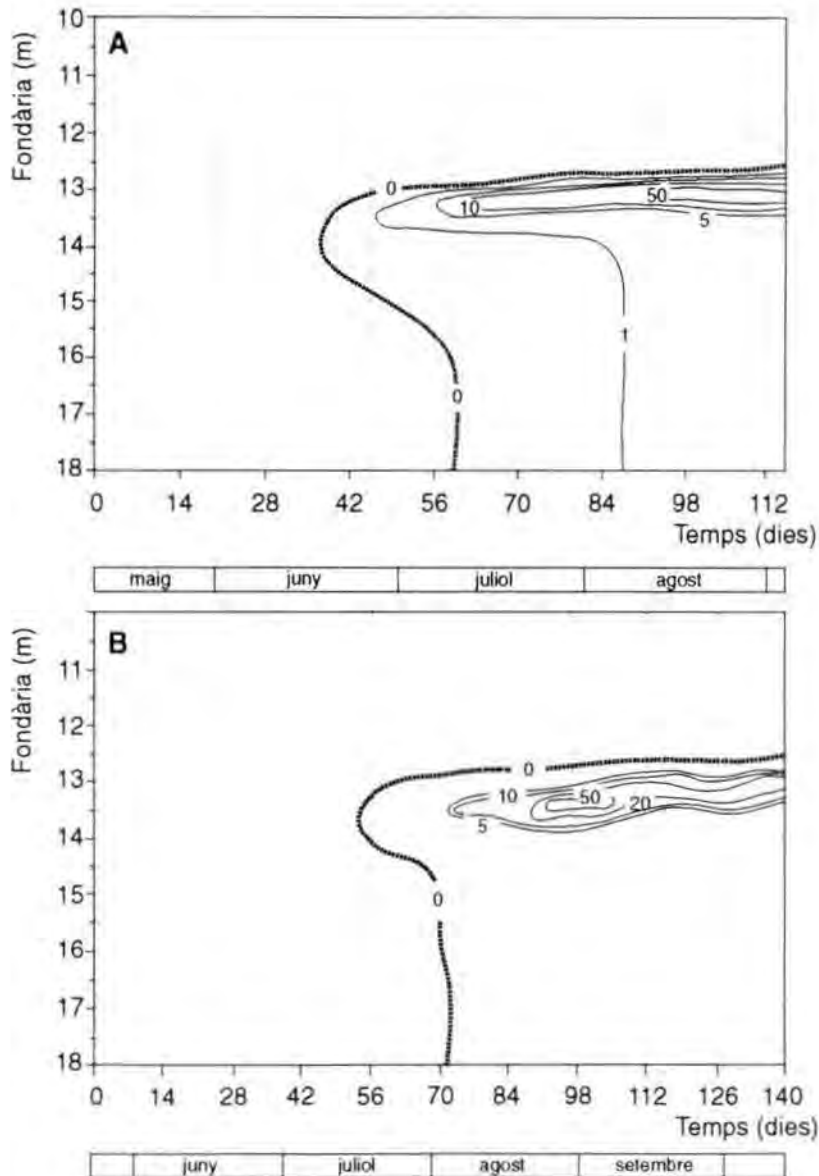 10
A
Fondària (m)
11
12
0
13
50
10
5
14
15
1
16
0
17
18
0 14 28 42 56 70 84 98 112
Temps (dies)
maig juny juliol agost
B
Fondària (m)
11
12
0
13
10 50 20
5
14
15
0
16
17
18
0 14 28 42 56 70 84 98 112 126 140
Temps (dies)
juny juliol agost setembre